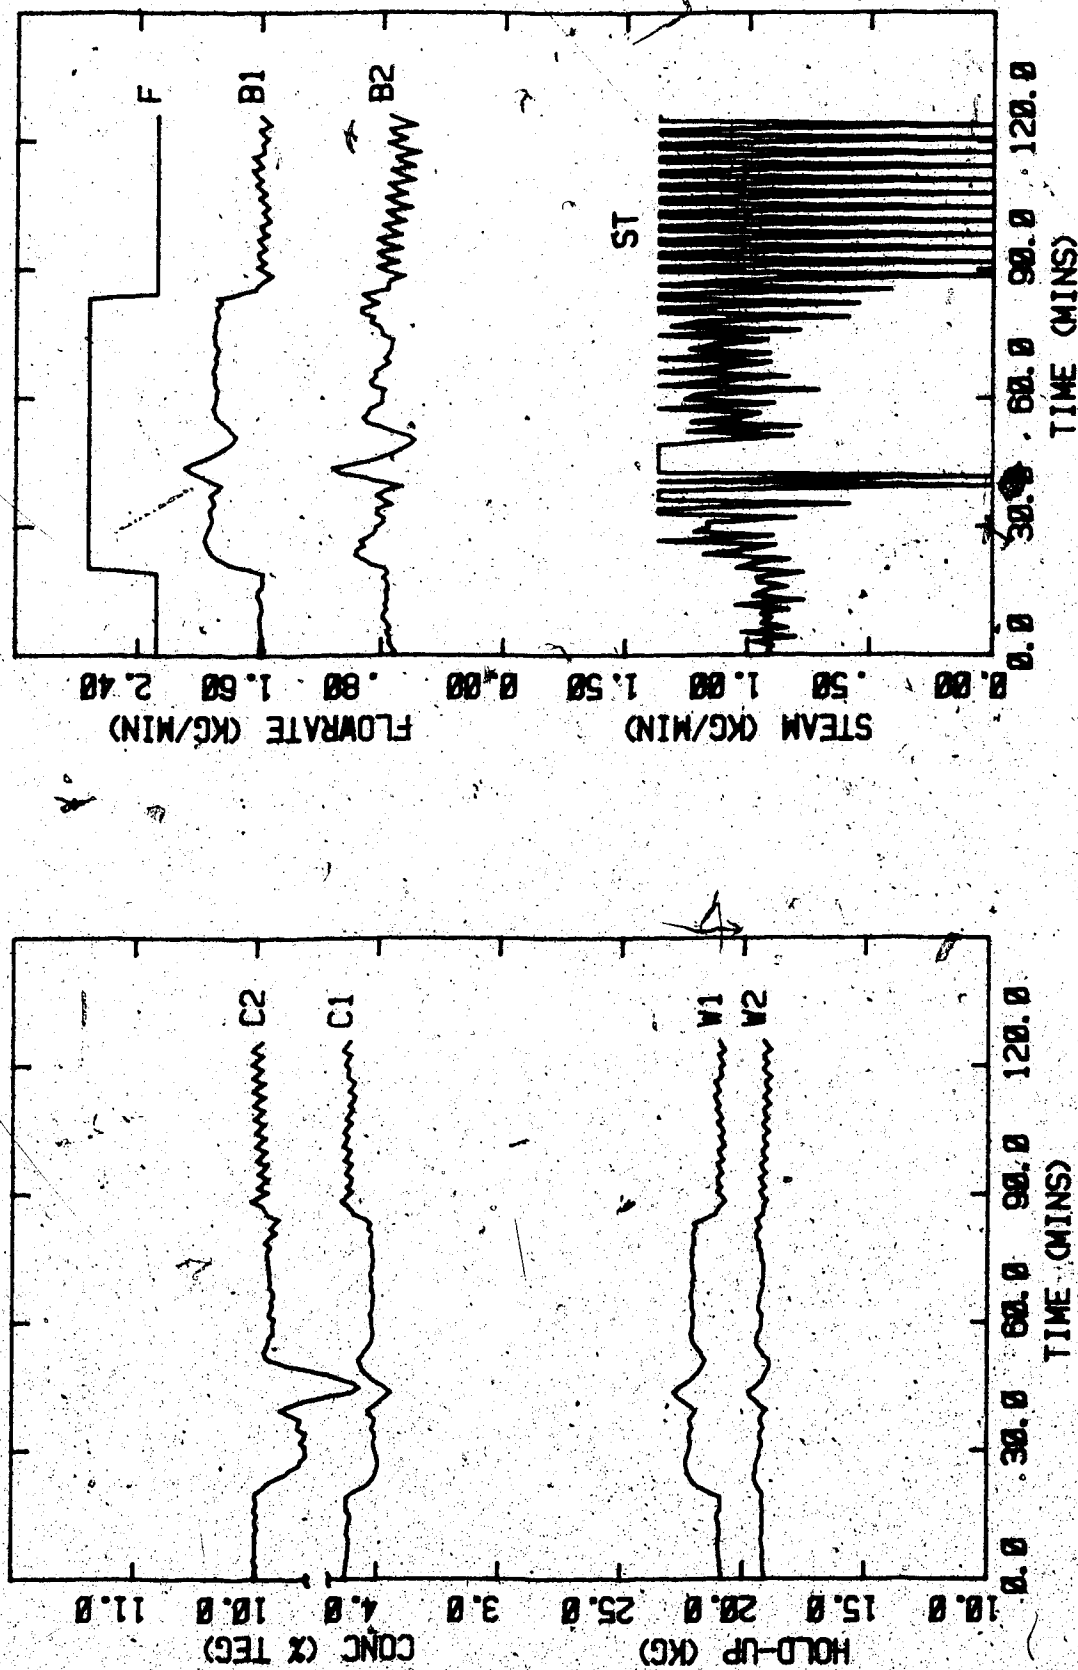 F
B1
B2
ST
2.40
1.60
.80
0.00
1.50
1.00
.50
0.00
FLOWRATE (KG/MIN)
STEAM (KG/MIN)
0.0 30.0 60.0 90.0 120.0
TIME (MINS)
C2
C1
W1
W2
11.0
10.0
4.0
3.0
25.0
20.0
15.0
10.0
CONC (% TEG)
HOLD-UP (KG)
0.0 30.0 60.0 90.0 120.0
TIME (MINS)